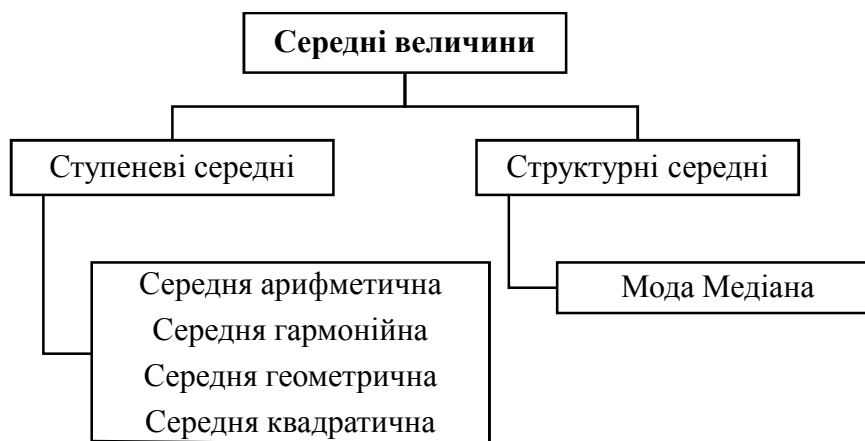 Середні величини
Ступеневі середні
Структурні середні
Середня арифметична
Середня гармонійна
Середня геометрична
Середня квадратична
Мода Медіана